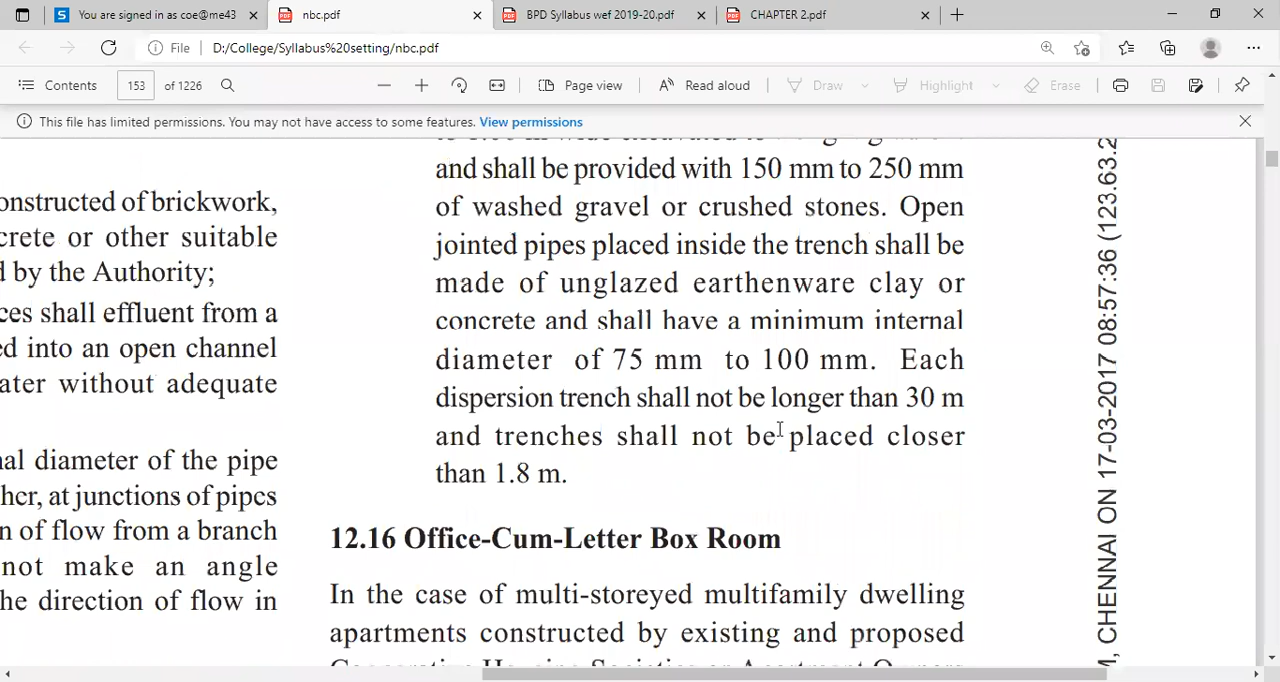 You are signed in as coe@me43
nbc.pdf
BPD Syllabus wef 2019-20.pdf
CHAPTER 2.pdf
File
D:/College/Syllabus%20setting/nbc.pdf
Contents
153
of 1226
Page view
Read aloud
Draw
Highlight
Erase
This file has limited permissions. You may not have access to some features. View permissions
onstructed of brickwork,
crete or other suitable
d by the Authority;
ces shall effluent from a
ed into an open channel
ater without adequate
nal diameter of the pipe
her, at junctions of pipes
n of flow from a branch
not make an angle
he direction of flow in
and shall be provided with 150 mm to 250 mm
of washed gravel or crushed stones. Open
jointed pipes placed inside the trench shall be
made of unglazed earthenware clay or
concrete and shall have a minimum internal
diameter of 75 mm to 100 mm. Each
dispersion trench shall not be longer than 30 m
and trenches shall not be placed closer
than 1.8 m.
12.16 Office-Cum-Letter Box Room
In the case of multi-storeyed multifamily dwelling
apartments constructed by existing and proposed
Cooperative Housing Societies or Apartment Owners
M, CHENNAI ON 17-03-2017 08:57:36 (123.63.2